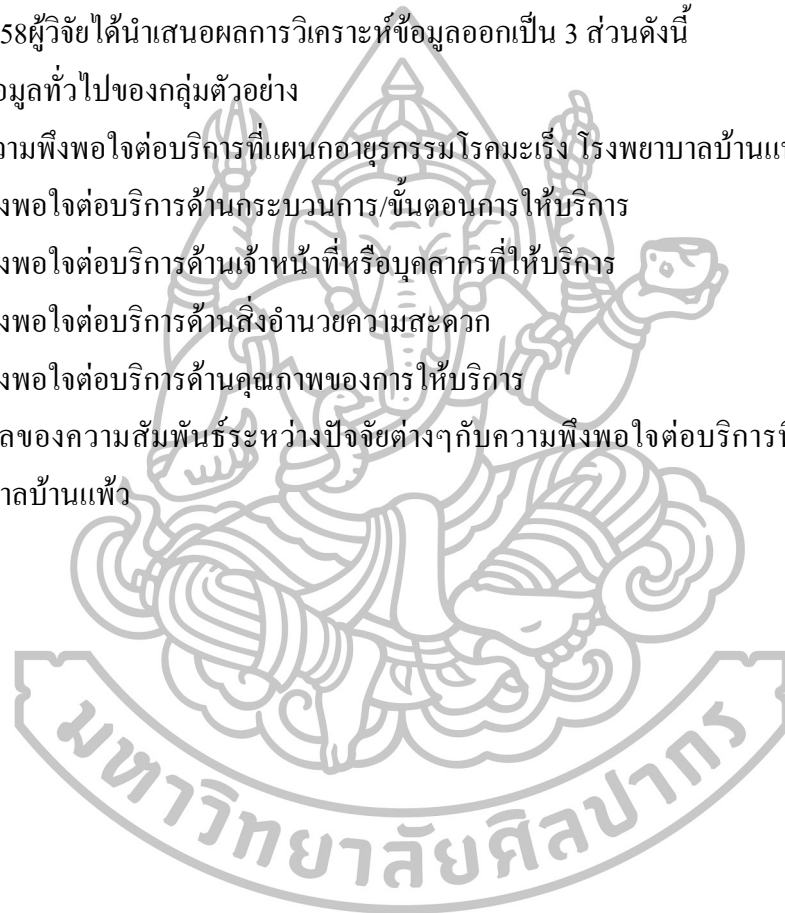 58ผู้วิจัยได้นำเสนอผลการวิเคราะห์ข้อมูลออกเป็น 3 ส่วนดังนี้
อมูลทั่วไปของกลุ่มตัวอย่าง
วามพึงพอใจต่อบริการที่แผนกอายุรกรรมโรคมะเร็ง โรงพยาบาลบ้านแพ
งพอใจต่อบริการด้านกระบวนการ/ขั้นตอนการให้บริการ
งพอใจต่อบริการด้านเจ้าหน้าที่หรือบุคลากรที่ให้บริการ
งพอใจต่อบริการด้านสิ่งอำนวยความสะดวก
งพอใจต่อบริการด้านคุณภาพของการให้บริการ
ลของความสัมพันธ์ระหว่างปัจจัยต่างๆกับความพึงพอใจต่อบริการที่
าลบ้านแพ้ว
มหาวิทยาลัยศิลปากร